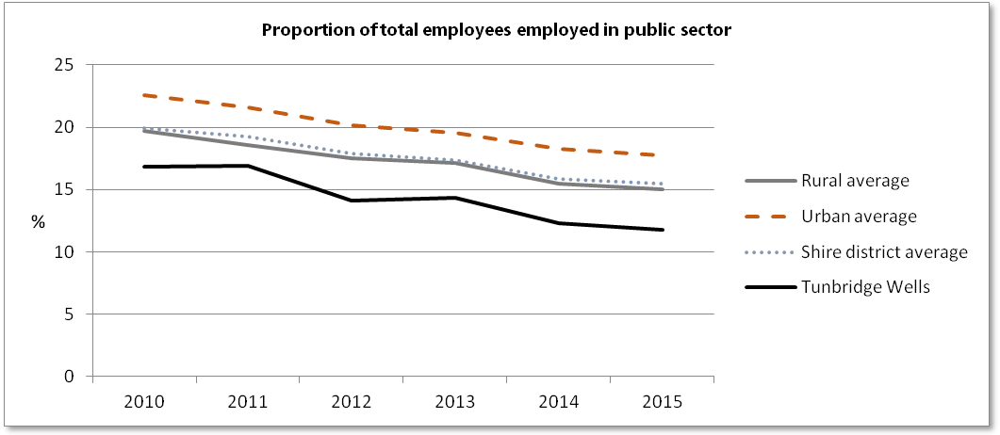 Proportion of total employees employed in public sector
25
20
15
10
5
0
%
2010 2011 2012 2013 2014 2015
Rural average
Urban average
Shire district average
Tunbridge Wells